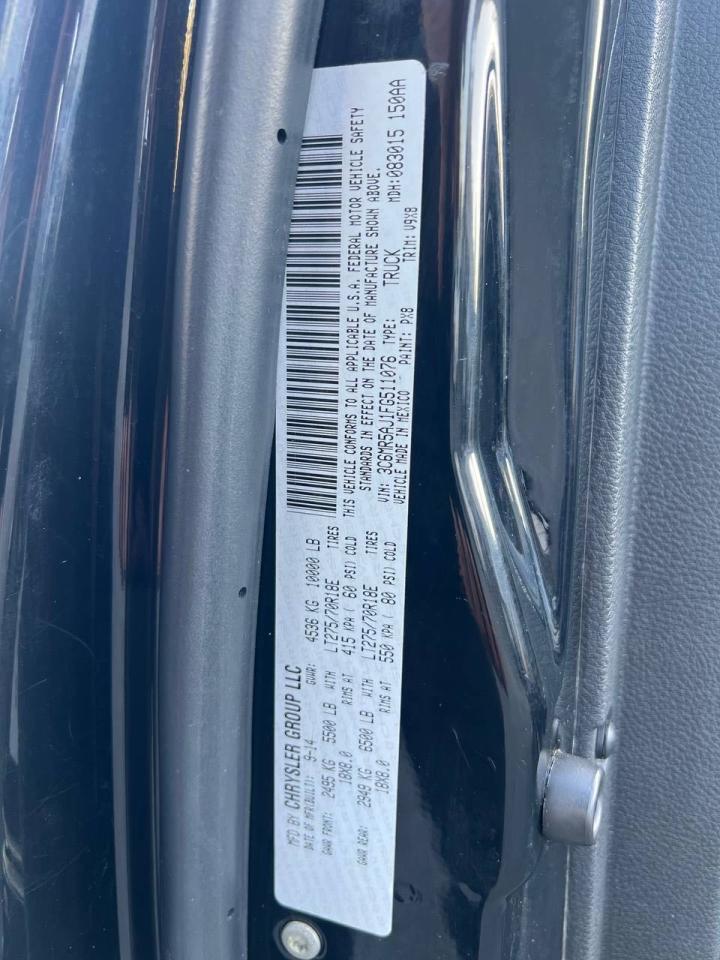 MFD BY CHRYSLER GROUP LLC
DATE OF MFR(BUILT): 9-14 GVWR: 4536 KG 10000 LB
GAWR FRONT: 2495 KG 5500 LB WITH LT275/70R18E TIRES
18X8.0 RIMS AT 415 KPA ( 60 PSI) COLD
GAWR REAR: 2949 KG 6500 LB WITH LT275/70R18E TIRES
18X8.0 RIMS AT 550 KPA ( 80 PSI) COLD
THIS VEHICLE CONFORMS TO ALL APPLICABLE U.S.A. FEDERAL MOTOR VEHICLE SAFETY
STANDARDS IN EFFECT ON THE DATE OF MANUFACTURE SHOWN ABOVE.
VIN: 3C6MR5AJ1FG511076 TYPE: TRUCK MDH:083015 150AA
VEHICLE MADE IN MEXICO PAINT: PX8 TRIM: V9X8